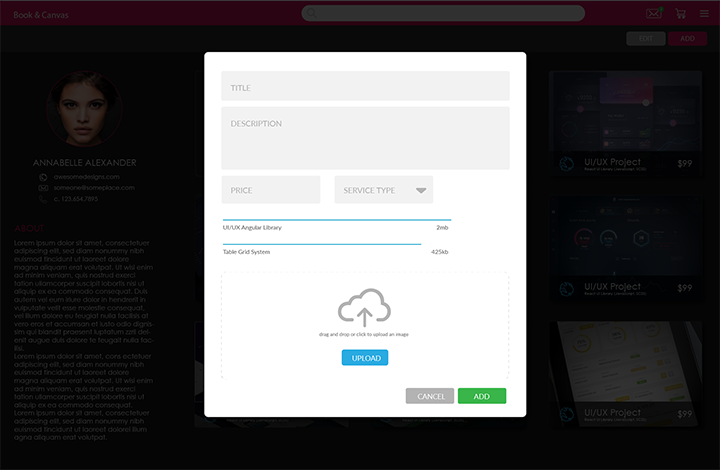 Book & Canvas
EDIT
ADD
TITLE
DESCRIPTION
PRICE
SERVICE TYPE
UI/UX Angular Library
2mb
Table Grid System
425kb
drag and drop or click to upload an image
UPLOAD
CANCEL
ADD
ANNABELLE ALEXANDER
awesomedesigns.com
someone@someplace.com
c. 123.654.7895
ABOUT
Lorem ipsum dolor sit amet, consectetuer
adipiscing elit, sed diam nonummy nibh
euismod tincidunt ut laoreet dolore
magna aliquam erat volutpat. Ut wisi enim
ad minim veniam, quis nostrud exerci
tation ullamcorper suscipit lobortis nisl ut
aliquip ex ea commodo consequat. Duis
autem vel eum iriure dolor in hendrerit in
vulputate velit esse molestie consequat,
vel illum dolore eu feugiat nulla facilisis at
vero eros et accumsan et iusto odio dignis-
sim qui blandit praesent luptatum zzril del-
enit augue duis dolore te feugait nulla fac-
ilisi.
Lorem ipsum dolor sit amet, consectetuer
adipiscing elit, sed diam nonummy nibh
euismod tincidunt ut laoreet dolore
magna aliquam erat volutpat. Ut wisi enim
ad minim veniam, quis nostrud exerci
tation ullamcorper suscipit lobortis nisl ut
aliquip ex ea commodo consequat.
Lorem ipsum dolor sit amet, consectetuer
adipiscing elit, sed diam nonummy nibh
euismod tincidunt ut laoreet dolore
magna aliquam erat volutpat.
UI/UX Project
$99
UI/UX Project
$99
UI/UX Project
$99